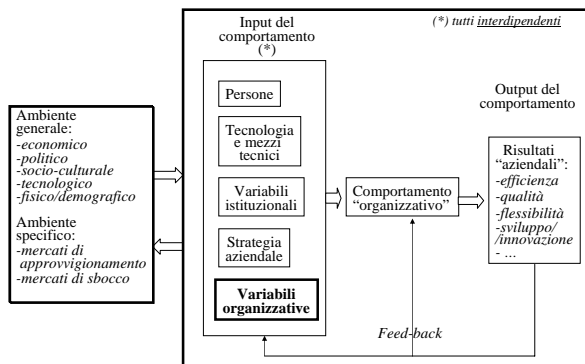 (*) tutti interdipendenti
Input del
comportamento
(*)
Ambiente
generale:
-economico
-politico
-socio-culturale
-tecnologico
-fisico/demografico
Ambiente
specifico:
-mercati di
approvvigionamento
-mercati di sbocco
Persone
Tecnologia
e mezzi
tecnici
Variabili
istituzionali
Strategia
aziendale
Variabili
organizzative
Comportamento
“organizzativo”
Output del
comportamento
Risultati
“aziendali”:
-efficienza
-qualità
-flessibilità
-sviluppo/
/innovazione
- ...
Feed-back